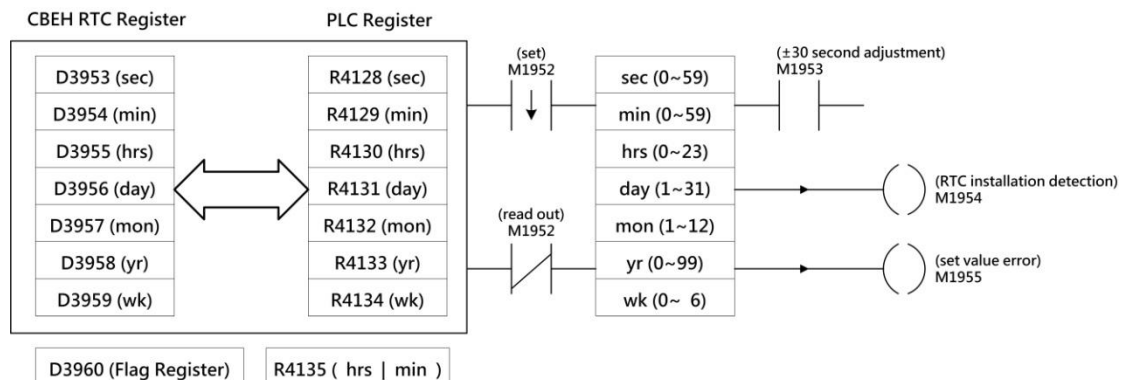 CBEH RTC Register
PLC Register
D3953 (sec)
D3954 (min)
D3955 (hrs)
D3956 (day)
D3957 (mon)
D3958 (yr)
D3959 (wk)
R4128 (sec)
R4129 (min)
R4130 (hrs)
R4131 (day)
R4132 (mon)
R4133 (yr)
R4134 (wk)
(set)
M1952
(read out)
M1952
sec (0~59)
min (0~59)
hrs (0~23)
day (1~31)
mon (1~12)
yr (0~99)
wk (0~ 6)
(±30 second adjustment)
M1953
(RTC installation detection)
M1954
(set value error)
M1955
D3960 (Flag Register)
R4135 ( hrs | min )